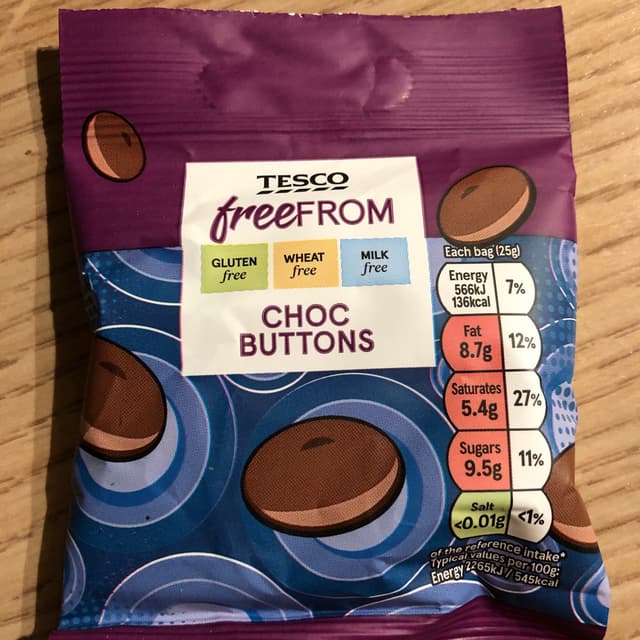 TESCO
freeFROM
GLUTEN
free
WHEAT
free
MILK
free
CHOC
BUTTONS
Each bag (25g)
Energy
566kJ
136kcal
7%
Fat
8.7g
12%
Saturates
5.4g
27%
Sugars
9.5g
11%
Salt
<0.01g
<1%
of the reference intake*
Typical values per 100g:
Energy 2265kJ / 545kcal